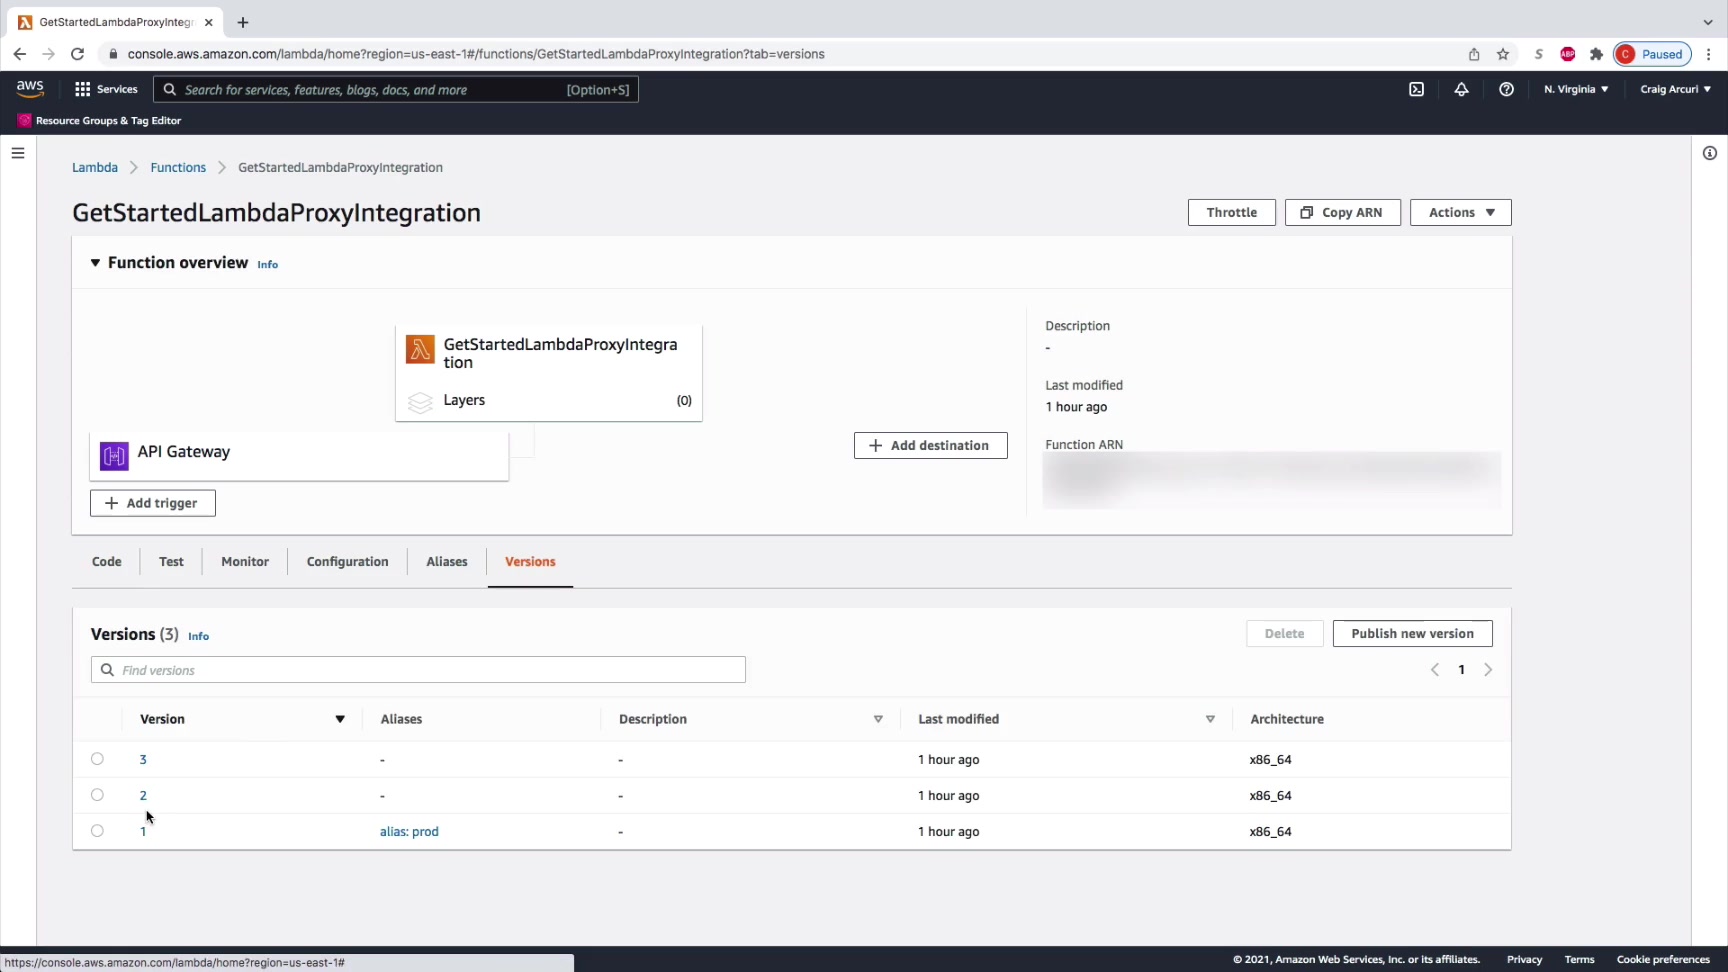 GetStartedLambdaProxyIntegr
console.aws.amazon.com/lambda/home?region=us-east-1#/functions/GetStartedLambdaProxyIntegration?tab=versions
S
ABP
C Paused
aws
Services
Search for services, features, blogs, docs, and more [Option+S]
N. Virginia
Craig Arcuri
Resource Groups & Tag Editor
Lambda
Functions
GetStartedLambdaProxyIntegration
GetStartedLambdaProxyIntegration
Throttle
Copy ARN
Actions
Function overview Info
GetStartedLambdaProxyIntegra
tion
Layers (0)
API Gateway
Add trigger
Add destination
Description
-
Last modified
1 hour ago
Function ARN
Code
Test
Monitor
Configuration
Aliases
Versions
Versions (3) Info
Delete
Publish new version
Find versions
1
Version Aliases Description Last modified Architecture
3 - - 1 hour ago x86_64
2 - - 1 hour ago x86_64
1 alias: prod - 1 hour ago x86_64
https://console.aws.amazon.com/lambda/home?region=us-east-1#
© 2021, Amazon Web Services, Inc. or its affiliates. Privacy Terms Cookie preferences